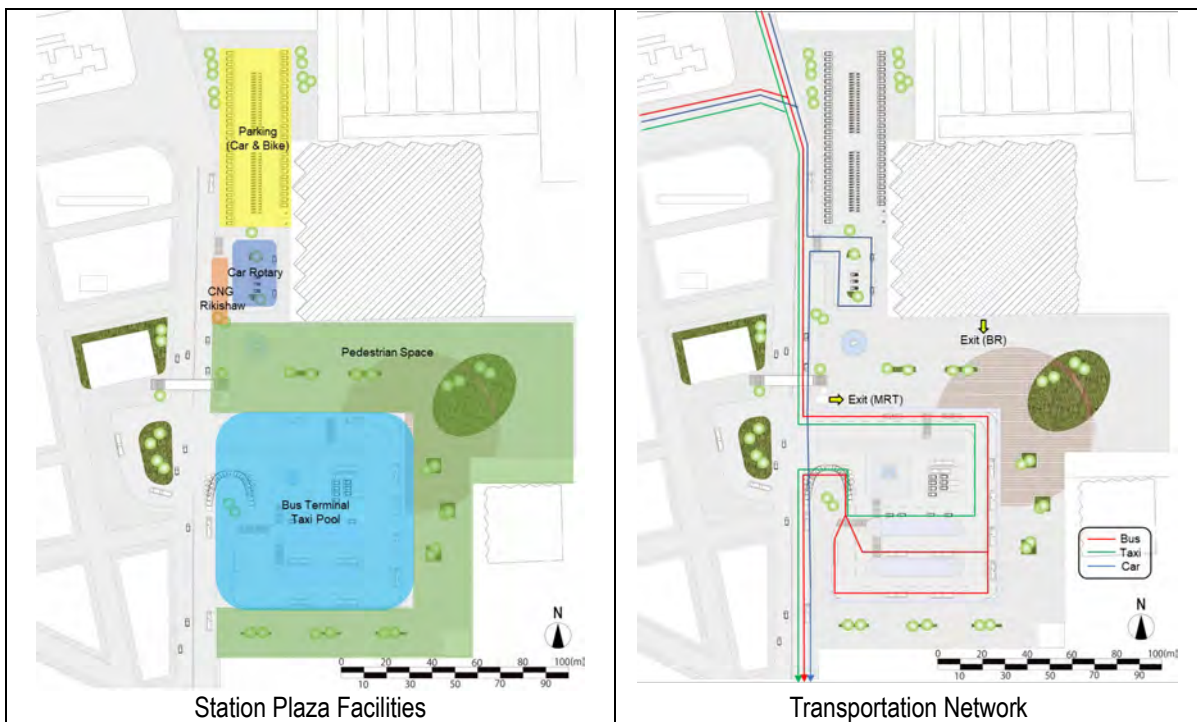 Parking
(Car & Bike)
Car Rotary
CNG
Rikishaw
Pedestrian Space
Bus Terminal
Taxi Pool
N
0 20 40 60 80 100(m)
10 30 50 70 90
Station Plaza Facilities
Exit (BR)
Exit (MRT)
Bus
Taxi
Car
N
0 20 40 60 80 100(m)
10 30 50 70 90
Transportation Network